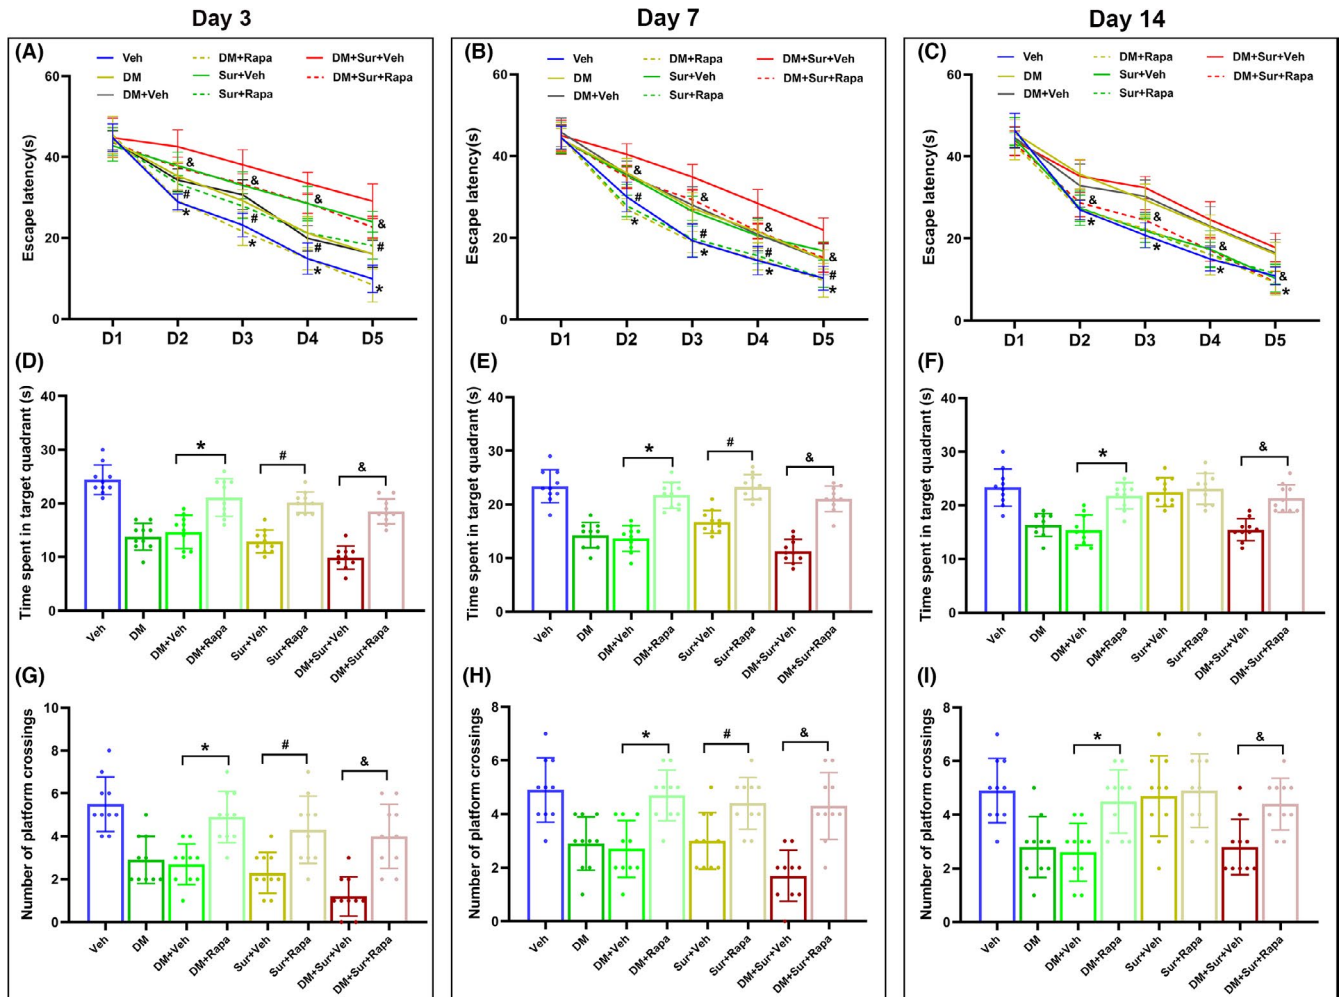 Day 3
Day 7
Day 14
(A)
Veh
DM
DM+Veh
DM+Rapa
Sur+Veh
Sur+Rapa
DM+Sur+Veh
DM+Sur+Rapa
Escape latency(s)
60
40
20
0
& # *
& # *
& # *
& # *
D1 D2 D3 D4 D5
(B)
Veh
DM
DM+Veh
DM+Rapa
Sur+Veh
Sur+Rapa
DM+Sur+Veh
DM+Sur+Rapa
Escape latency(s)
60
40
20
0
& # *
& # *
& # *
& # *
D1 D2 D3 D4 D5
(C)
Veh
DM
DM+Veh
DM+Rapa
Sur+Veh
Sur+Rapa
DM+Sur+Veh
DM+Sur+Rapa
Escape latency(s)
60
40
20
0
& *
& *
& *
& *
D1 D2 D3 D4 D5
(D)
Time spent in target quadrant (s)
40
30
20
10
0
* # &
Veh DM DM+Veh DM+Rapa Sur+Veh Sur+Rapa DM+Sur+Veh DM+Sur+Rapa
(E)
Time spent in target quadrant (s)
40
30
20
10
0
* # &
Veh DM DM+Veh DM+Rapa Sur+Veh Sur+Rapa DM+Sur+Veh DM+Sur+Rapa
(F)
Time spent in target quadrant (s)
40
30
20
10
0
* &
Veh DM DM+Veh DM+Rapa Sur+Veh Sur+Rapa DM+Sur+Veh DM+Sur+Rapa
(G)
Number of platform crossings
10
8
6
4
2
0
* # &
Veh DM DM+Veh DM+Rapa Sur+Veh Sur+Rapa DM+Sur+Veh DM+Sur+Rapa
(H)
Number of platform crossings
8
6
4
2
0
* # &
Veh DM DM+Veh DM+Rapa Sur+Veh Sur+Rapa DM+Sur+Veh DM+Sur+Rapa
(I)
Number of platform crossings
8
6
4
2
0
* &
Veh DM DM+Veh DM+Rapa Sur+Veh Sur+Rapa DM+Sur+Veh DM+Sur+Rapa